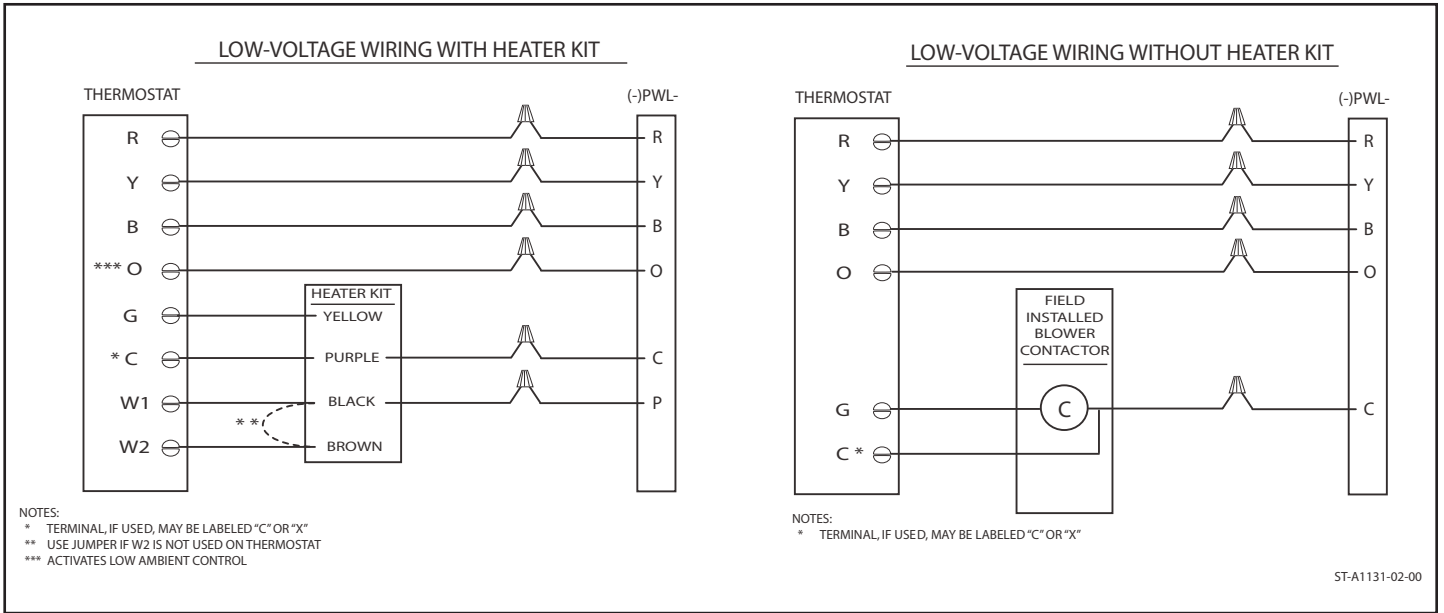 LOW-VOLTAGE WIRING WITH HEATER KIT
THERMOSTAT
(-)PWL-
R
R
Y
Y
B
B
*** O
O
HEATER KIT
G
YELLOW
* C
PURPLE
C
W1
BLACK
P
* *
W2
BROWN
NOTES:
* TERMINAL, IF USED, MAY BE LABELED “C” OR “X”
** USE JUMPER IF W2 IS NOT USED ON THERMOSTAT
*** ACTIVATES LOW AMBIENT CONTROL
LOW-VOLTAGE WIRING WITHOUT HEATER KIT
THERMOSTAT
(-)PWL-
R
R
Y
Y
B
B
O
O
FIELD
INSTALLED
BLOWER
CONTACTOR
G
C
C
C *
NOTES:
* TERMINAL, IF USED, MAY BE LABELED “C” OR “X”
ST-A1131-02-00